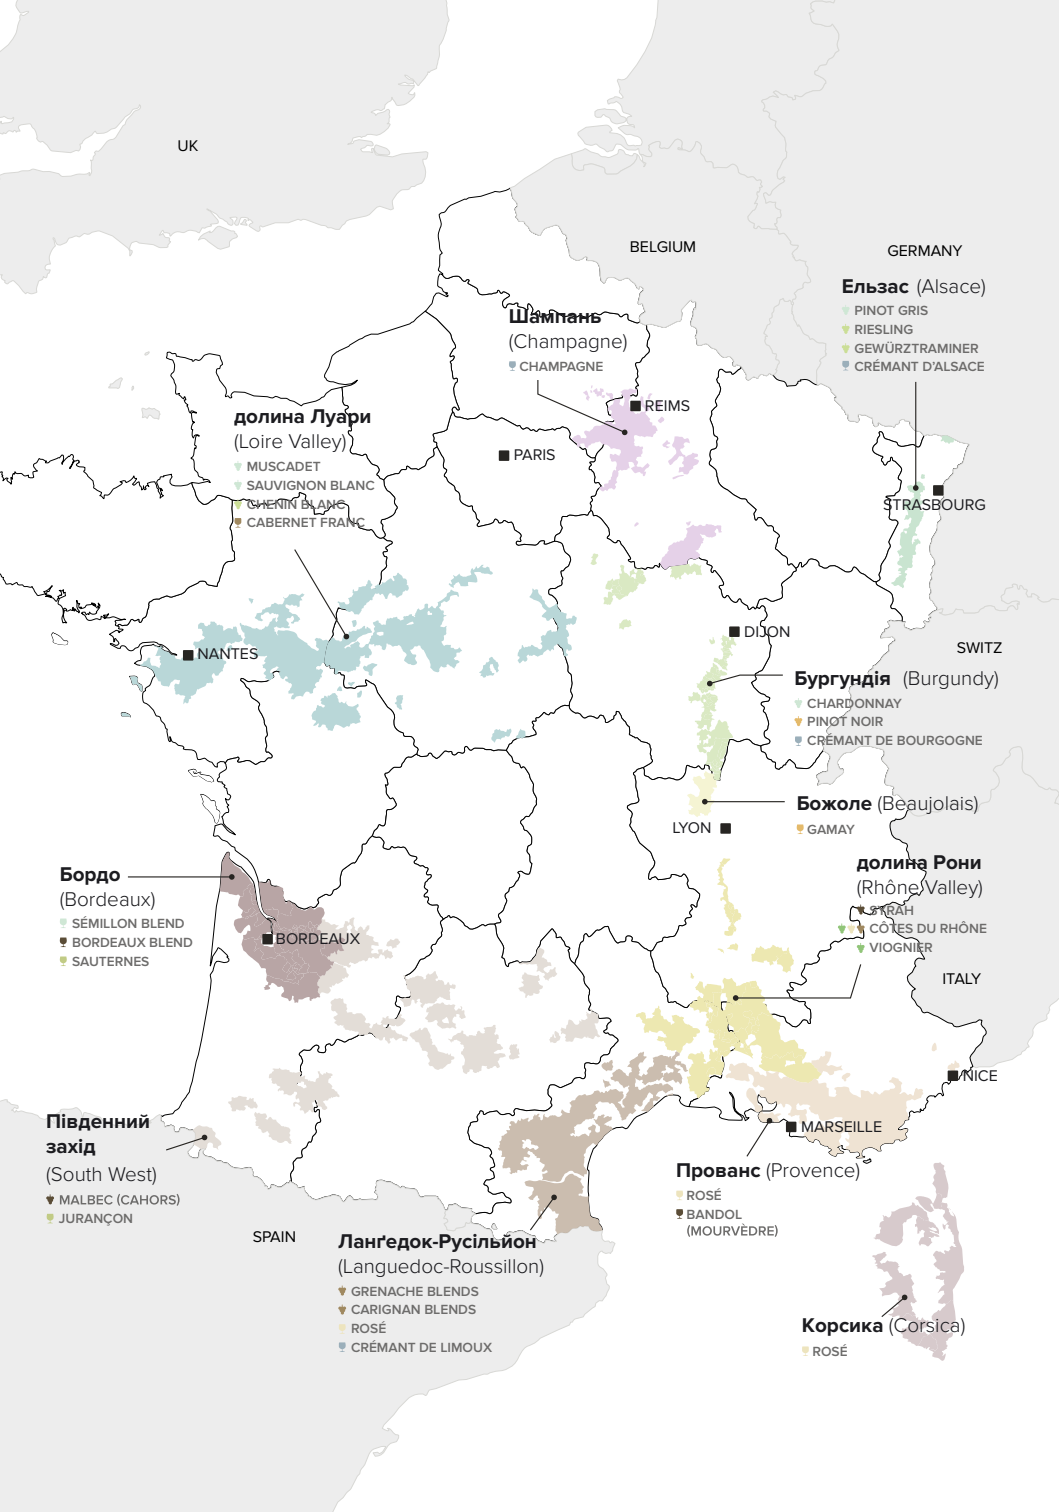 UK
BELGIUM
GERMANY
Ельзас (Alsace)
PINOT GRIS
RIESLING
GEWÜRZTRAMINER
CRÉMANT D'ALSACE
Шампань
(Champagne)
CHAMPAGNE
REIMS
долина Луари
(Loire Valley)
MUSCADET
SAUVIGNON BLANC
CHENIN BLANC
CABERNET FRANC
PARIS
STRASBOURG
DIJON
NANTES
SWITZ
Бургундія (Burgundy)
CHARDONNAY
PINOT NOIR
CRÉMANT DE BOURGOGNE
Божоле (Beaujolais)
GAMAY
LYON
долина Рони
(Rhône Valley)
SYRAH
CÔTES DU RHÔNE
VIOGNIER
Бордо
(Bordeaux)
SÉMILLON BLEND
BORDEAUX BLEND
SAUTERNES
BORDEAUX
ITALY
NICE
MARSEILLE
Південний
захід
(South West)
MALBEC (CAHORS)
JURANÇON
Прованс (Provence)
ROSÉ
BANDOL
(MOURVÈDRE)
SPAIN
Ланґедок-Русільйон
(Languedoc-Roussillon)
GRENACHE BLENDS
CARIGNAN BLENDS
ROSÉ
CRÉMANT DE LIMOUX
Корсика (Corsica)
ROSÉ